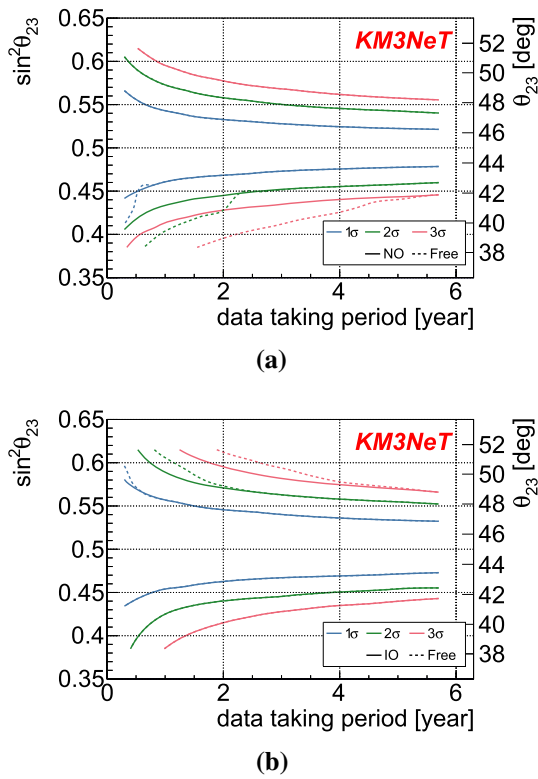 KM3NeT
sin²θ₂₃
θ₂₃ [deg]
0.65
0.6
0.55
0.5
0.45
0.4
0.35
52
50
48
46
44
42
40
38
1σ 2σ 3σ
NO Free
0 2 4 6
data taking period [year]
(a)
KM3NeT
sin²θ₂₃
θ₂₃ [deg]
0.65
0.6
0.55
0.5
0.45
0.4
0.35
52
50
48
46
44
42
40
38
1σ 2σ 3σ
IO Free
0 2 4 6
data taking period [year]
(b)